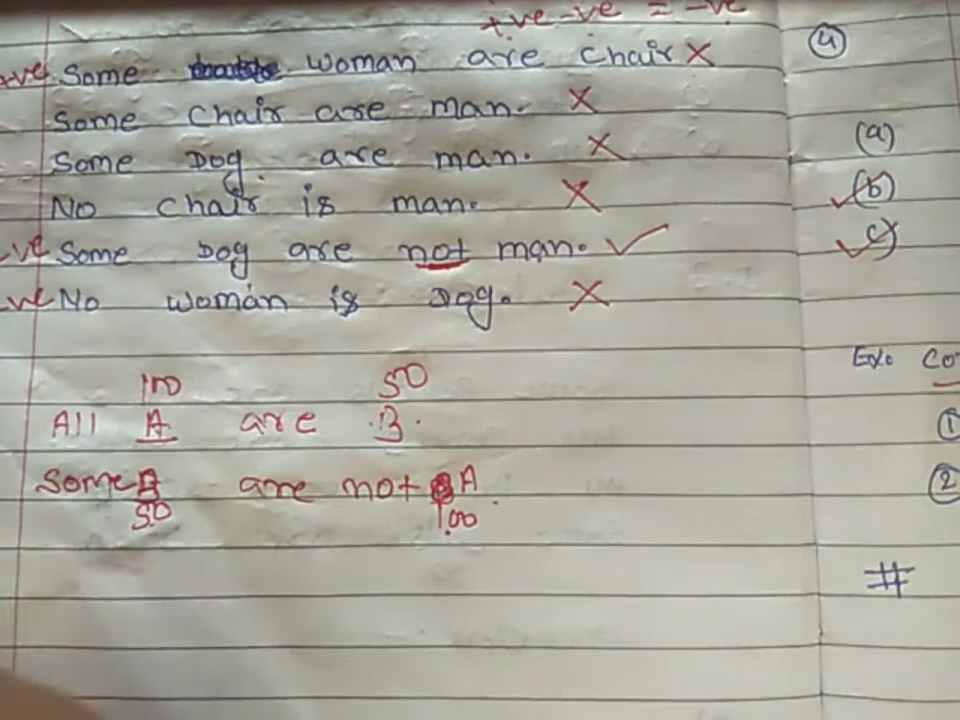 +ve -ve = -ve
+ve Some woman are chair X
Some chair are man. X
Some Dog are man. X
No chair is man. X
-ve Some Dog are not man. ✓
-ve No woman is Dog. X
100 50
All A are B.
Some B are not A.
50 100
4
(a)
(b)
c)
Ex. Co
1
2
#